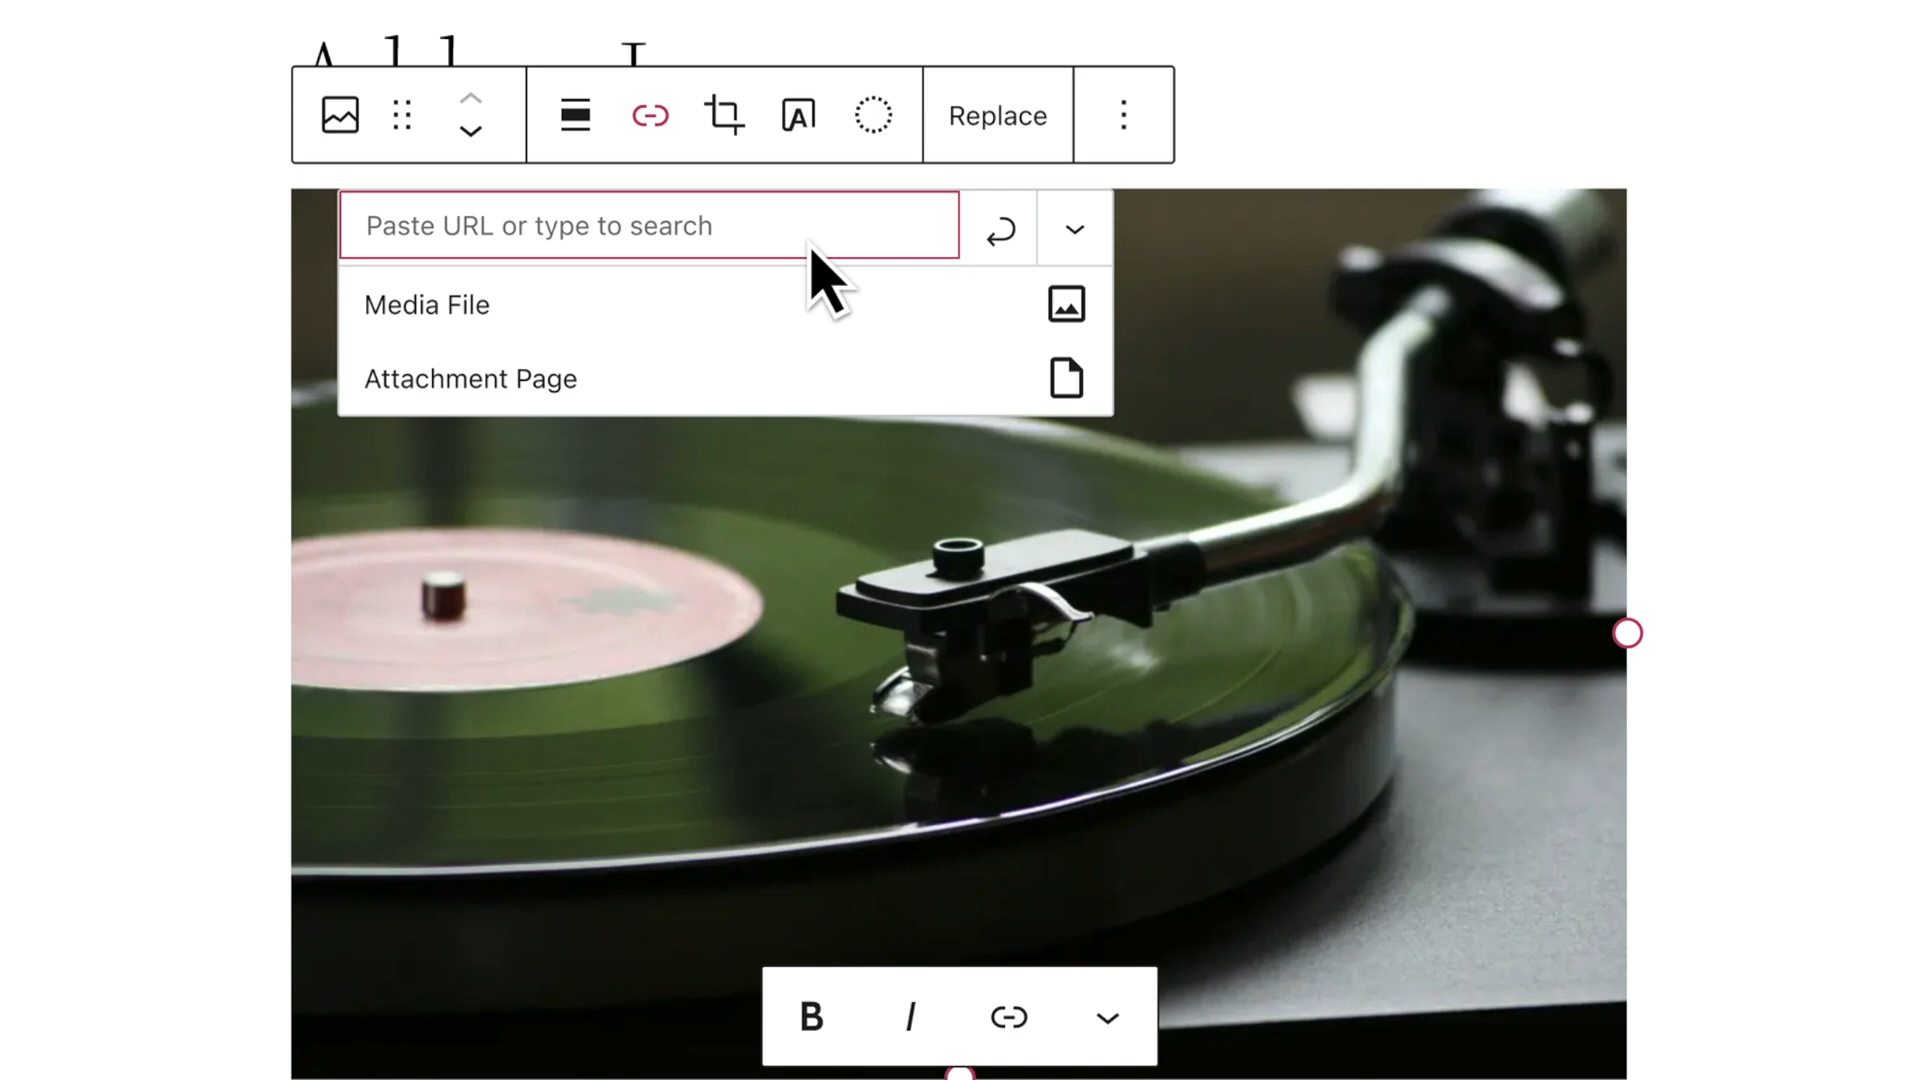 Replace
Paste URL or type to search
Media File
Attachment Page
B I